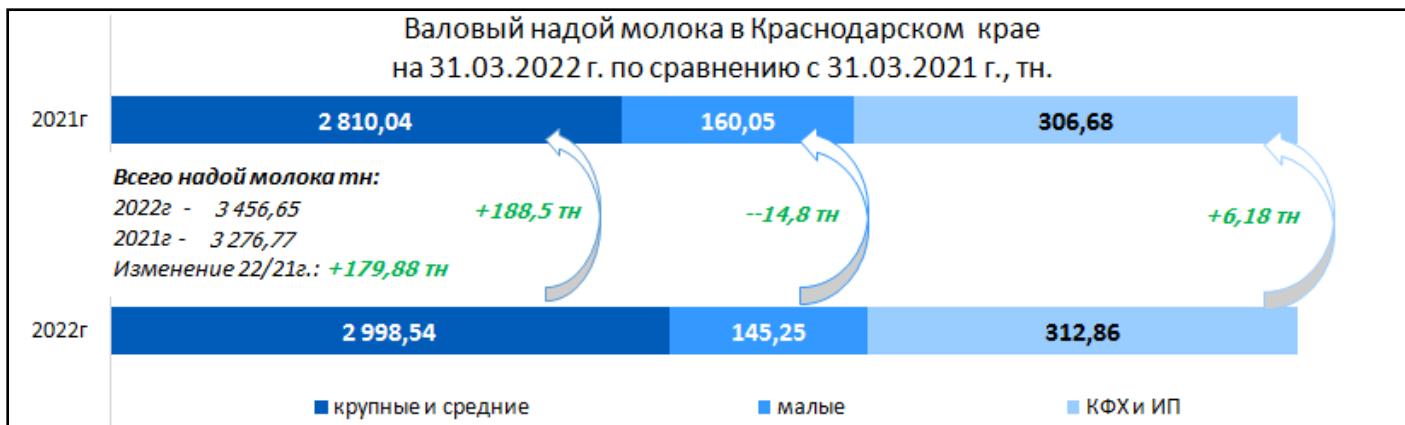 Валовый надой молока в Краснодарском края
на 31.03.2022 г. по сравнению с 31.03.2021 г., тн.
2021г
2 810,04
160,05
306,68
Всего надой молока тн:
2022г - 3 456,65
2021г - 3 276,77
Изменение 22/21г.: +179,88 тн
+188,5 тн
--14,8 тн
+6,18 тн
2022г
2 998,54
145,25
312,86
крупные и средние
малые
КФХ и ИП